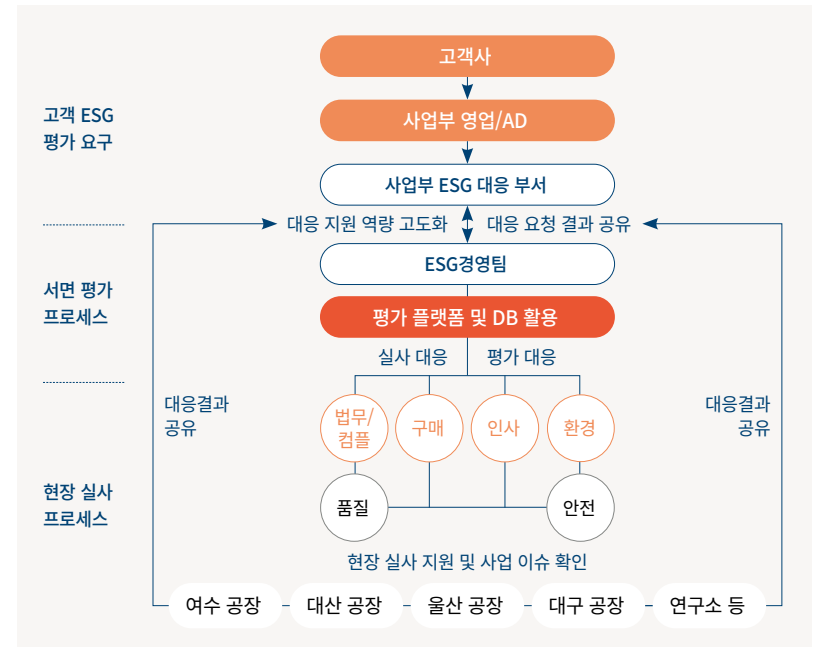 고객사
고객 ESG
평가 요구
사업부 영업/AD
사업부 ESG 대응 부서
대응 지원 역량 고도화
대응 요청 결과 공유
ESG경영팀
서면 평가
프로세스
평가 플랫폼 및 DB 활용
실사 대응
평가 대응
대응결과
공유
법무/
컴플
구매
인사
환경
대응결과
공유
현장 실사
프로세스
품질
안전
현장 실사 지원 및 사업 이슈 확인
여수 공장
대산 공장
울산 공장
대구 공장
연구소 등